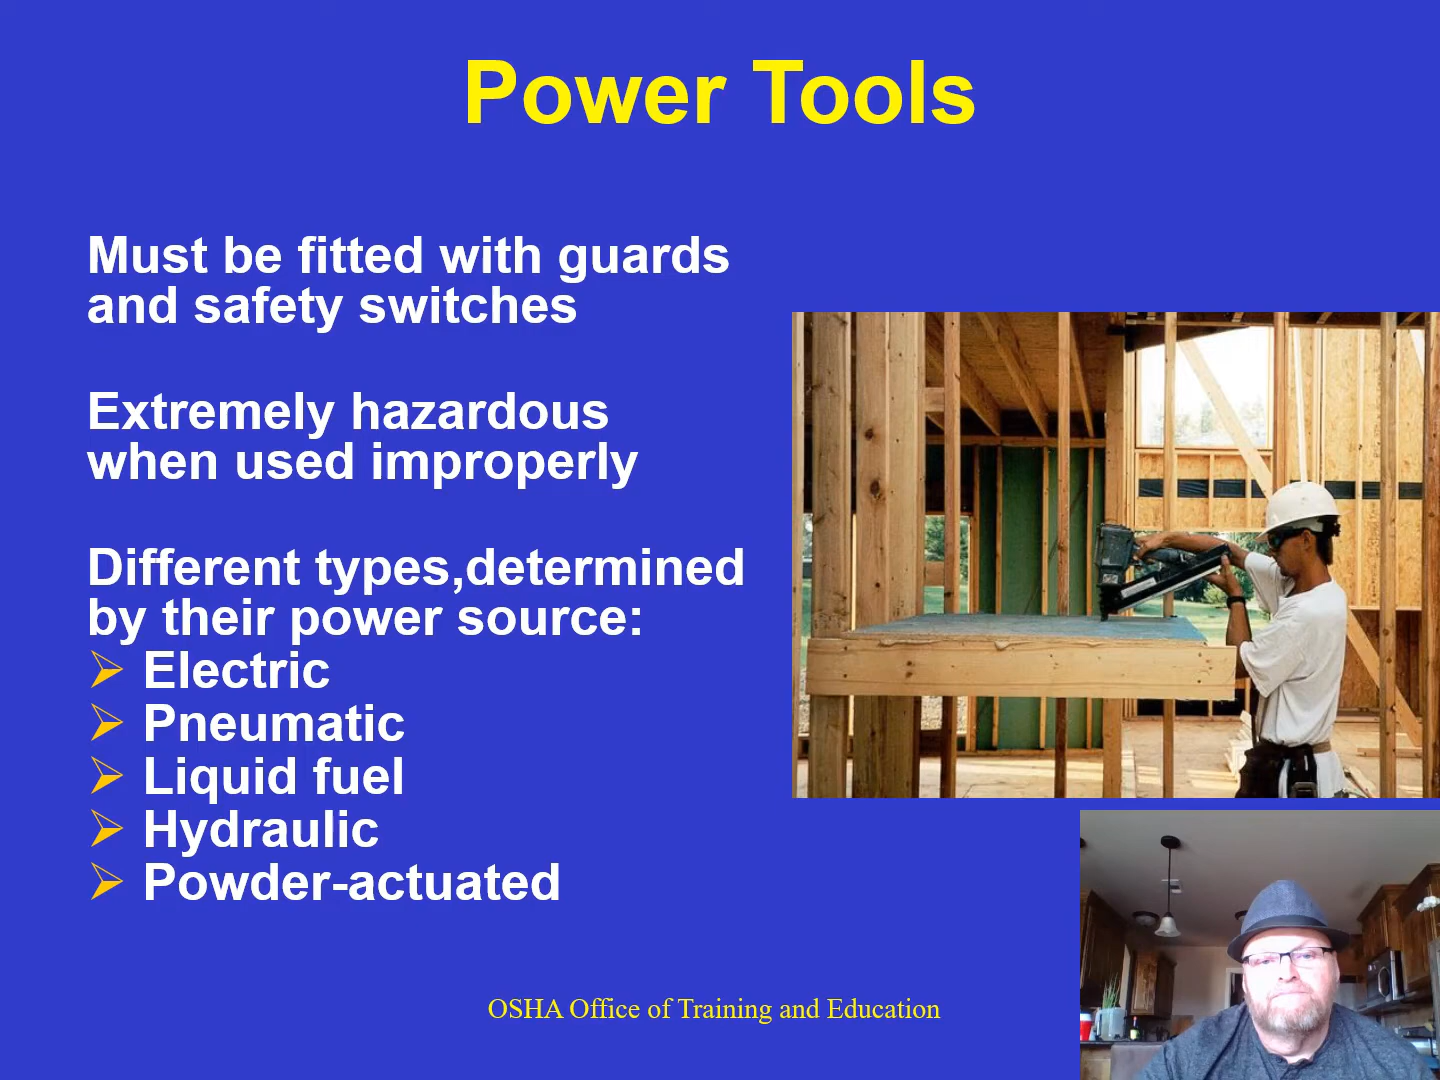 Power Tools
Must be fitted with guards
and safety switches
Extremely hazardous
when used improperly
Different types,determined
by their power source:
Electric
Pneumatic
Liquid fuel
Hydraulic
Powder-actuated
OSHA Office of Training and Education